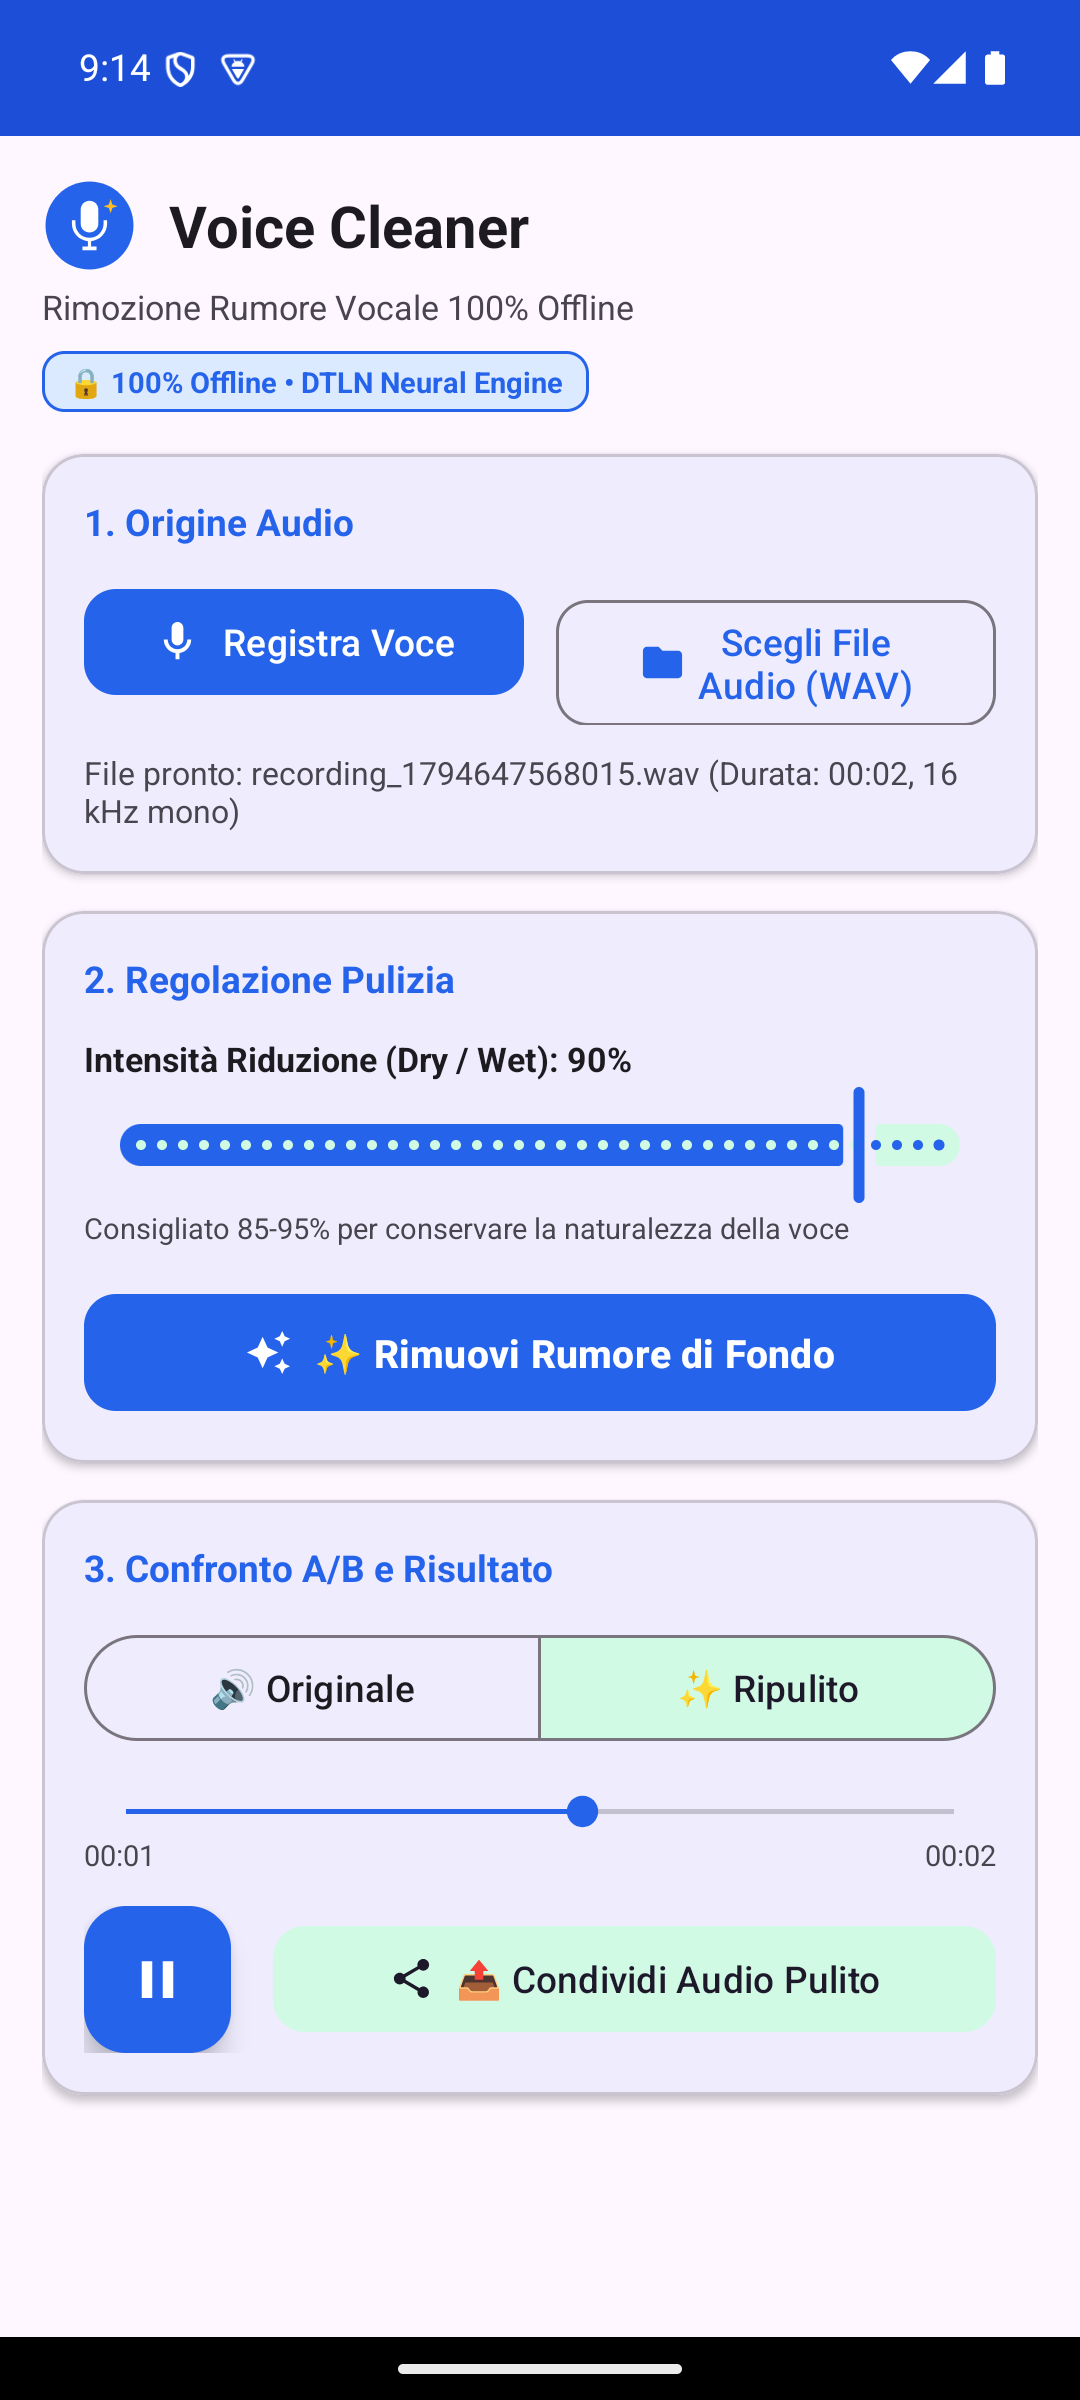 9:14
Voice Cleaner
Rimozione Rumore Vocale 100% Offline
🔒 100% Offline • DTLN Neural Engine
1. Origine Audio
Registra Voce
Scegli File
Audio (WAV)
File pronto: recording_1794647568015.wav (Durata: 00:02, 16
kHz mono)
2. Regolazione Pulizia
Intensità Riduzione (Dry / Wet): 90%
Consigliato 85-95% per conservare la naturalezza della voce
✨ Rimuovi Rumore di Fondo
3. Confronto A/B e Risultato
🔊 Originale
✨ Ripulito
00:01
00:02
📤 Condividi Audio Pulito